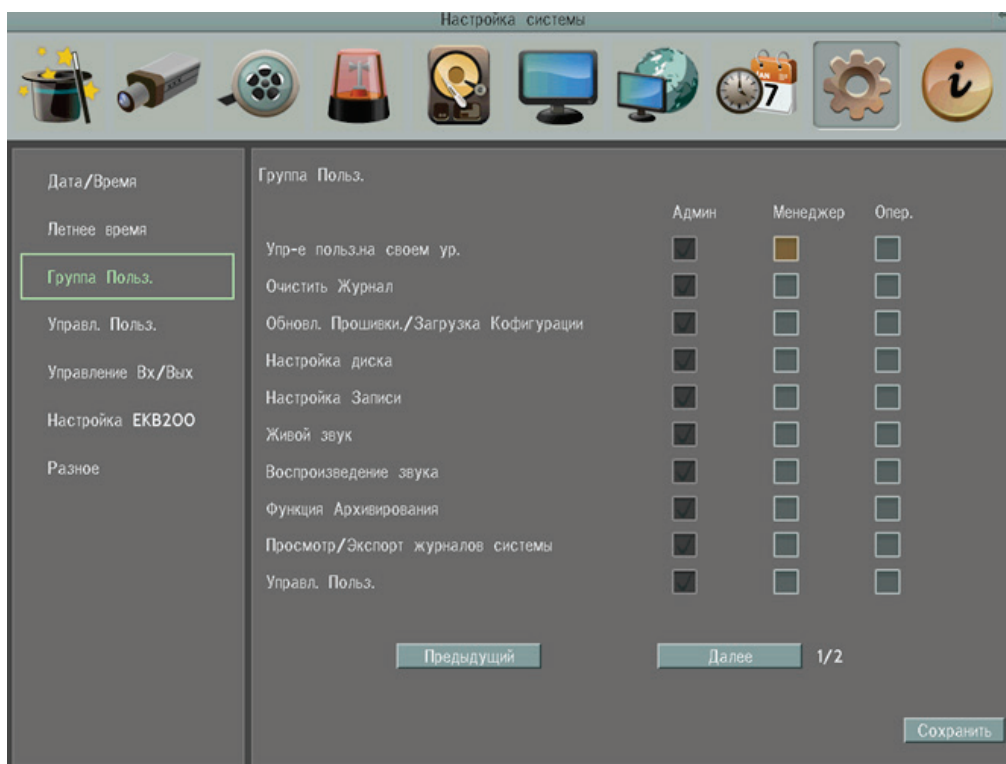 Настройка системы
JAN
7
i
Дата/Время
Летнее время
Группа Польз.
Управл. Польз.
Управление Вх/Вых
Настройка EKB200
Разное
Группа Польз.
Админ Менеджер Опер.
Упр-е польз.на своем ур.
Очистить Журнал
Обновл. Прошивки./Загрузка Кофигурации
Настройка диска
Настройка Записи
Живой звук
Воспроизведение звука
Функция Архивирования
Просмотр/Экспорт журналов системы
Управл. Польз.
Предыдущий Далее 1/2
Сохранить